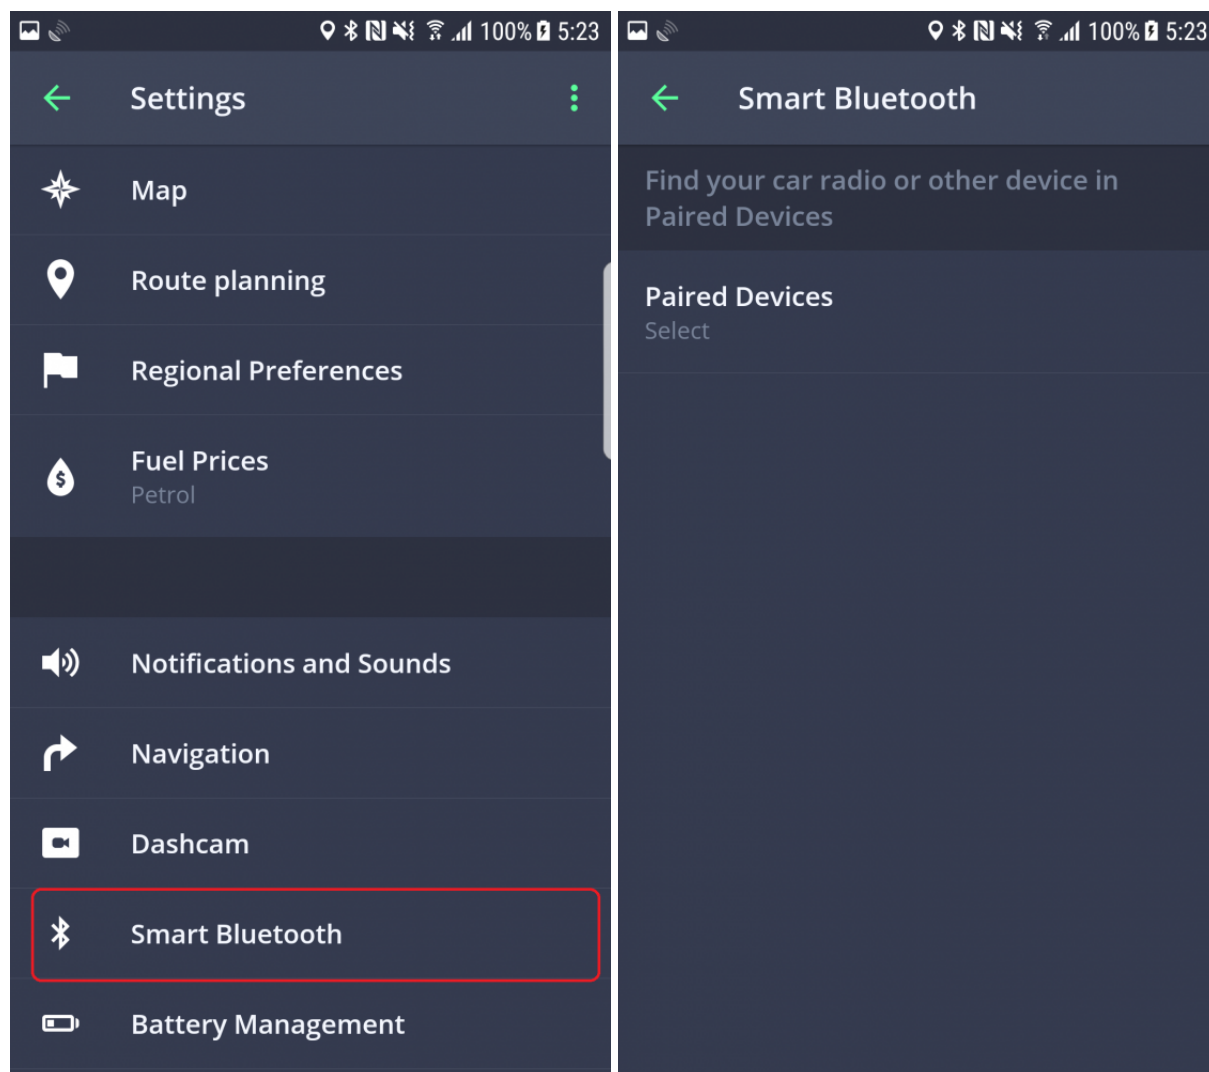 100% 5:23
Settings
Map
Route planning
Regional Preferences
Fuel Prices
Petrol
Notifications and Sounds
Navigation
Dashcam
Smart Bluetooth
Battery Management
100% 5:23
Smart Bluetooth
Find your car radio or other device in
Paired Devices
Paired Devices
Select